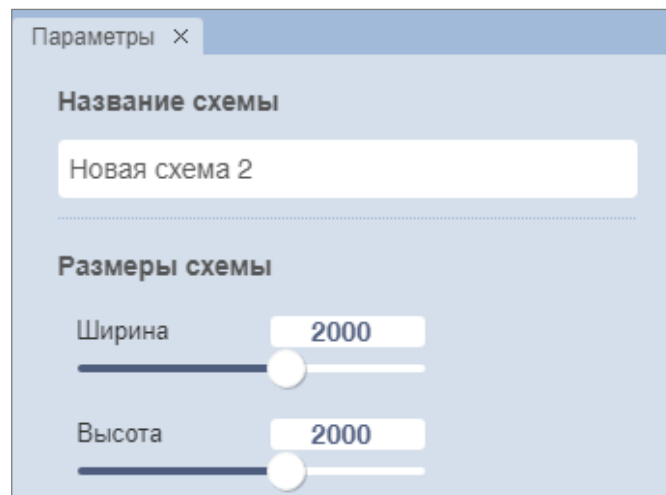 Параметры ×
Название схемы
Новая схема 2
Размеры схемы
Ширина 2000
Высота 2000